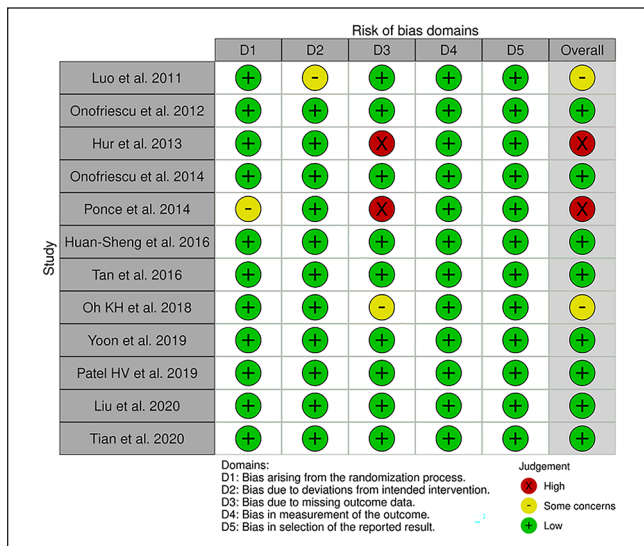 Risk of bias domains
D1 D2 D3 D4 D5 Overall
Study
Luo et al. 2011 + - + + + -
Onofriescu et al. 2012 + + + + + +
Hur et al. 2013 + + X + + X
Onofriescu et al. 2014 + + + + + +
Ponce et al. 2014 - + X + + X
Huan-Sheng et al. 2016 + + + + + +
Tan et al. 2016 + + + + + +
Oh KH et al. 2018 + + - + + -
Yoon et al. 2019 + + + + + +
Patel HV et al. 2019 + + + + + +
Liu et al. 2020 + + + + + +
Tian et al. 2020 + + + + + +
Domains:
D1: Bias arising from the randomization process.
D2: Bias due to deviations from intended intervention.
D3: Bias due to missing outcome data.
D4: Bias in measurement of the outcome.
D5: Bias in selection of the reported result.
Judgement
X High
- Some concerns
+ Low